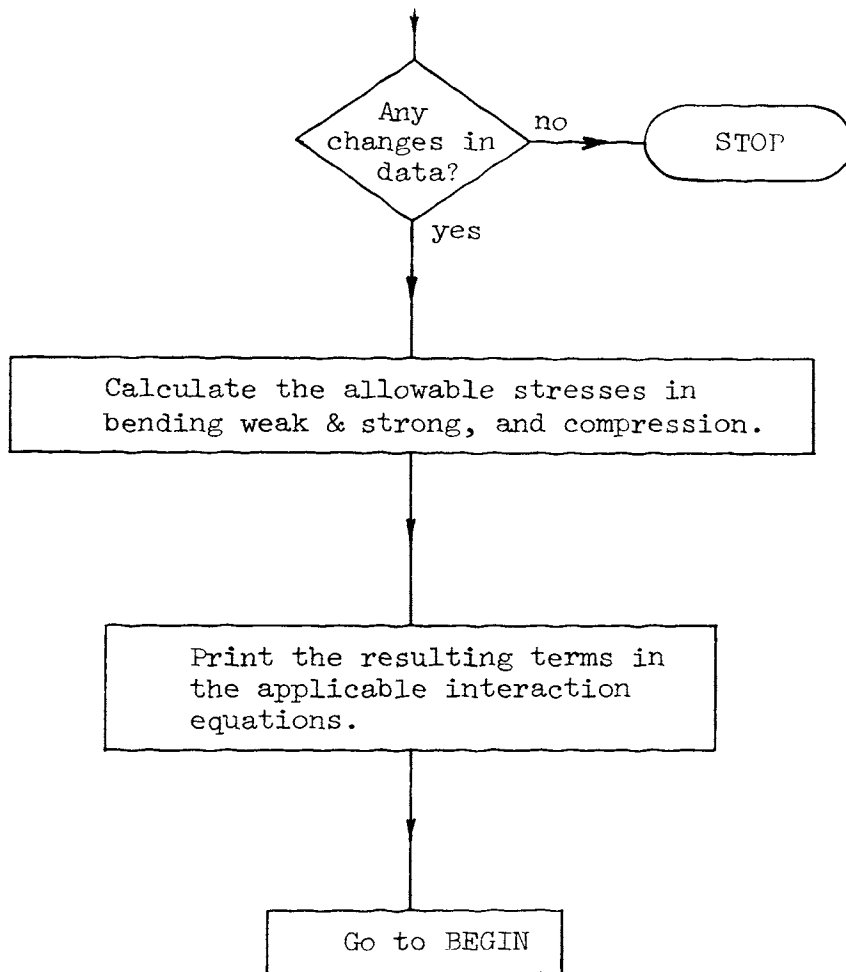 Any
changes in
data?
no
STOP
yes
Calculate the allowable stresses in
bending weak & strong, and compression.
Print the resulting terms in
the applicable interaction
equations.
Go to BEGIN